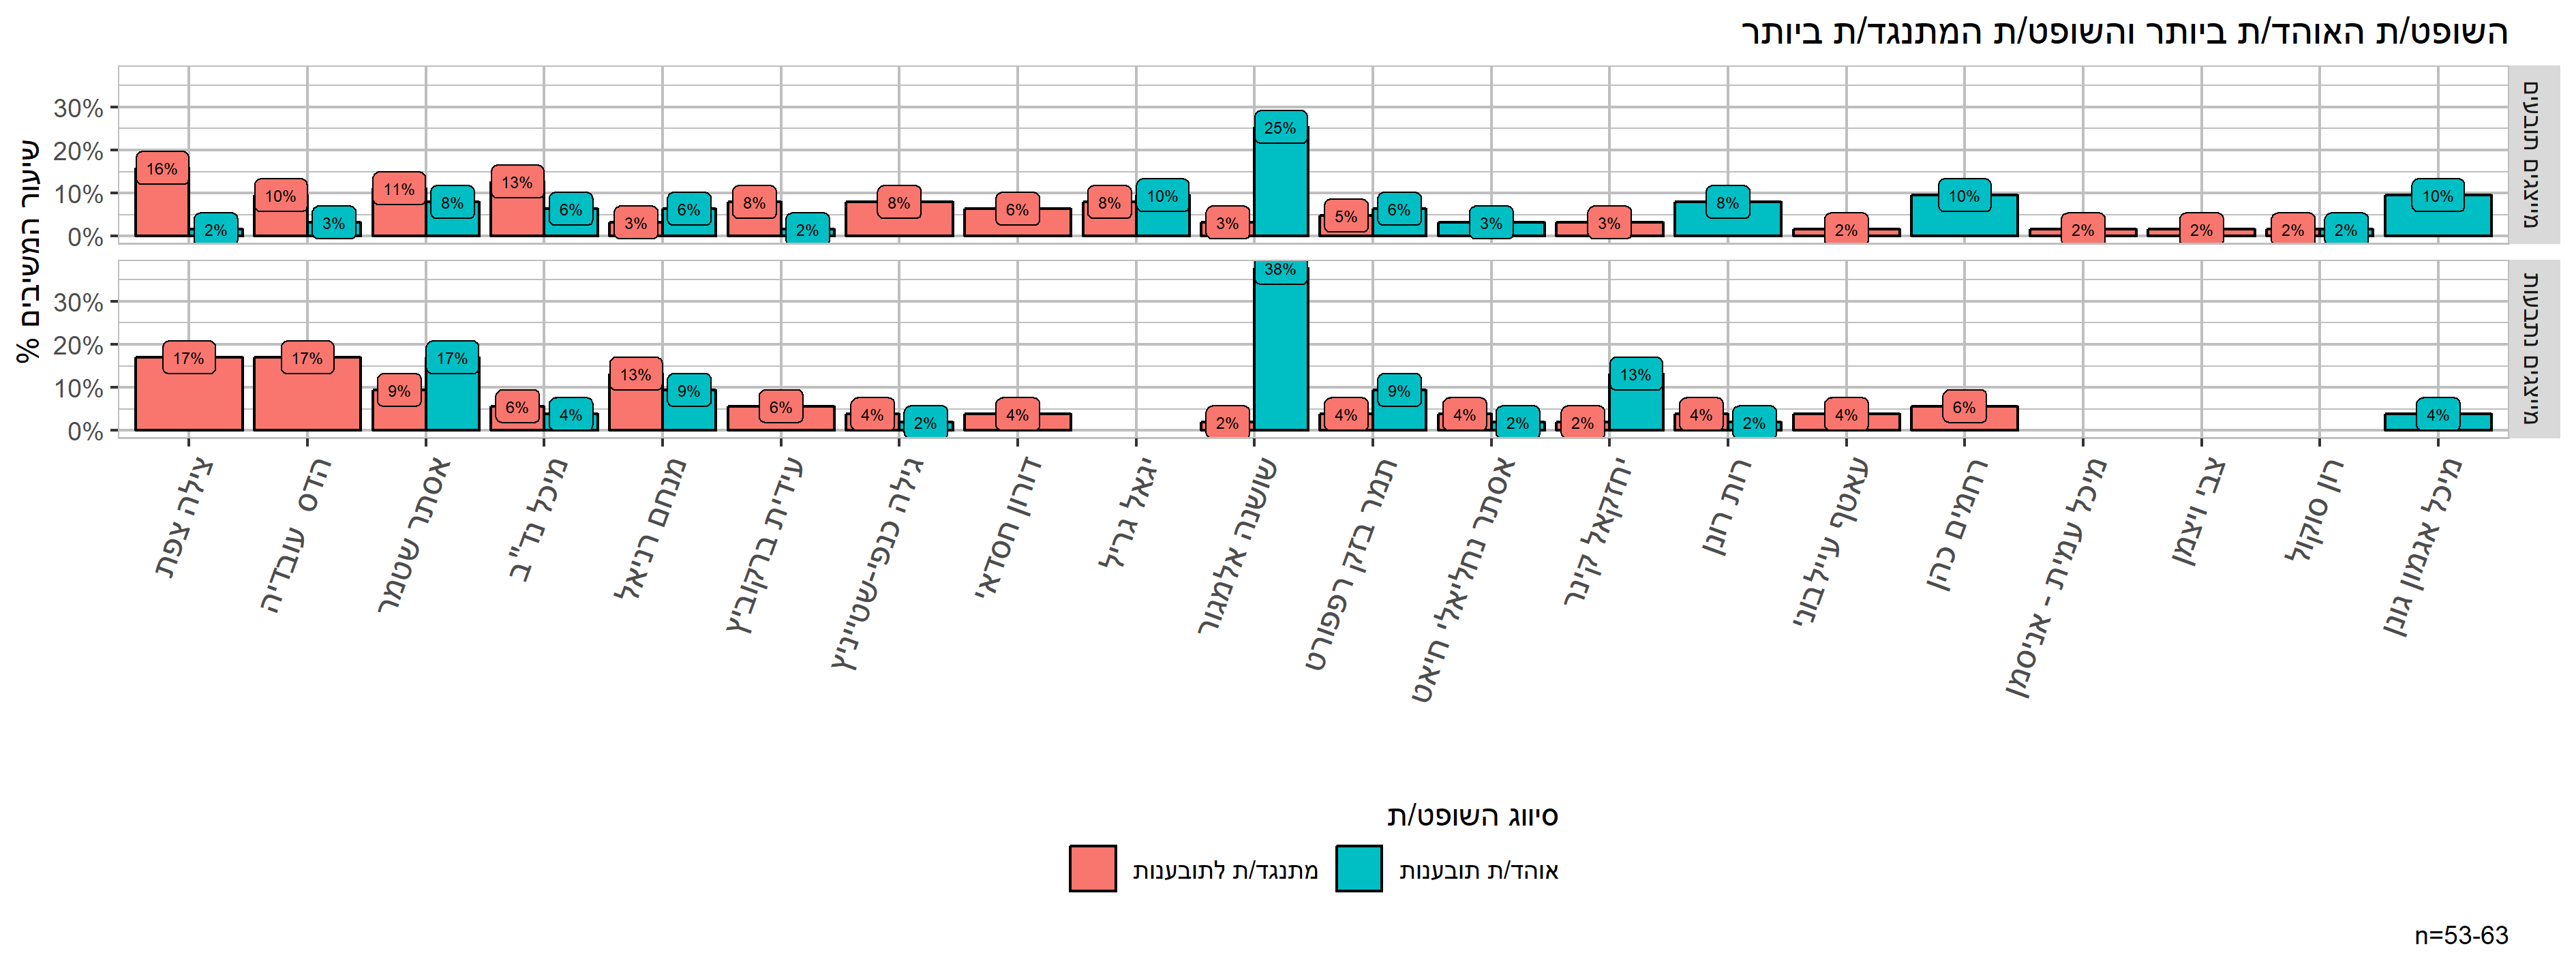 השופט/ת האוהד/ת ביותר והשופט/ת המתנגד/ת ביותר
שיעור המשיבים %
30%
20%
10%
0%
16%
2%
10%
3%
11%
8%
13%
6%
3%
6%
8%
2%
8%
6%
8%
10%
3%
25%
5%
6%
3%
3%
8%
2%
10%
2%
2%
2%
2%
10%
מייצגים תובעים
30%
20%
10%
0%
17%
17%
9%
17%
6%
4%
13%
9%
6%
4%
2%
4%
2%
38%
4%
9%
4%
2%
2%
13%
4%
2%
4%
6%
4%
מייצגים נתבעות
צילה צפת
הדס עובדיה
אסתר שטמר
מיכל נד"ב
מנחם רניאל
עידית ברקוביץ
גילה כנפי-שטייניץ
דורון חסדאי
יגאל גריל
שושנה אלמגור
תמר בזק רפפורט
אסתר נחליאלי חיאט
יחזקאל קינר
רות רונן
עאטף עיילבוני
רחמים כהן
מיכל עמית - אניסמן
צבי ויצמן
רון סוקול
מיכל אגמון גונן
סיווג השופט/ת
מתנגד/ת לתובענות
אוהד/ת תובענות
n=53-63